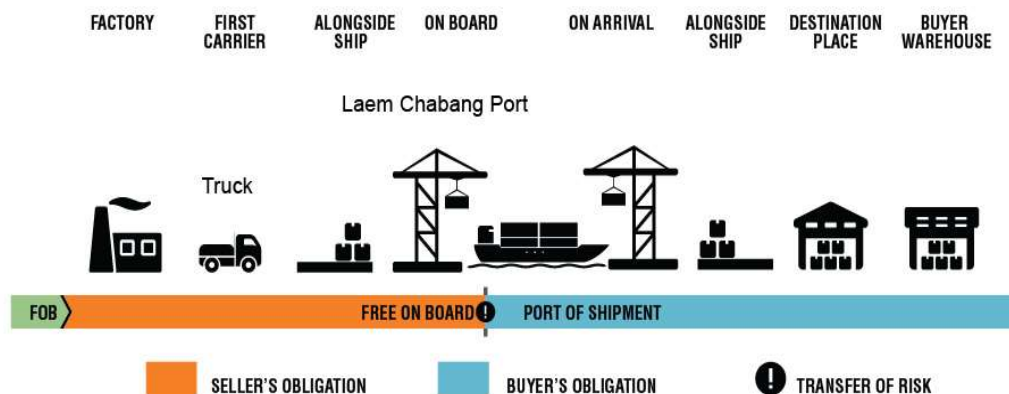 FACTORY
FIRST
CARRIER
ALONGSIDE
SHIP
ON BOARD
ON ARRIVAL
ALONGSIDE
SHIP
DESTINATION
PLACE
BUYER
WAREHOUSE
Laem Chabang Port
Truck
FOB
FREE ON BOARD
!
PORT OF SHIPMENT
SELLER'S OBLIGATION
BUYER'S OBLIGATION
!
TRANSFER OF RISK